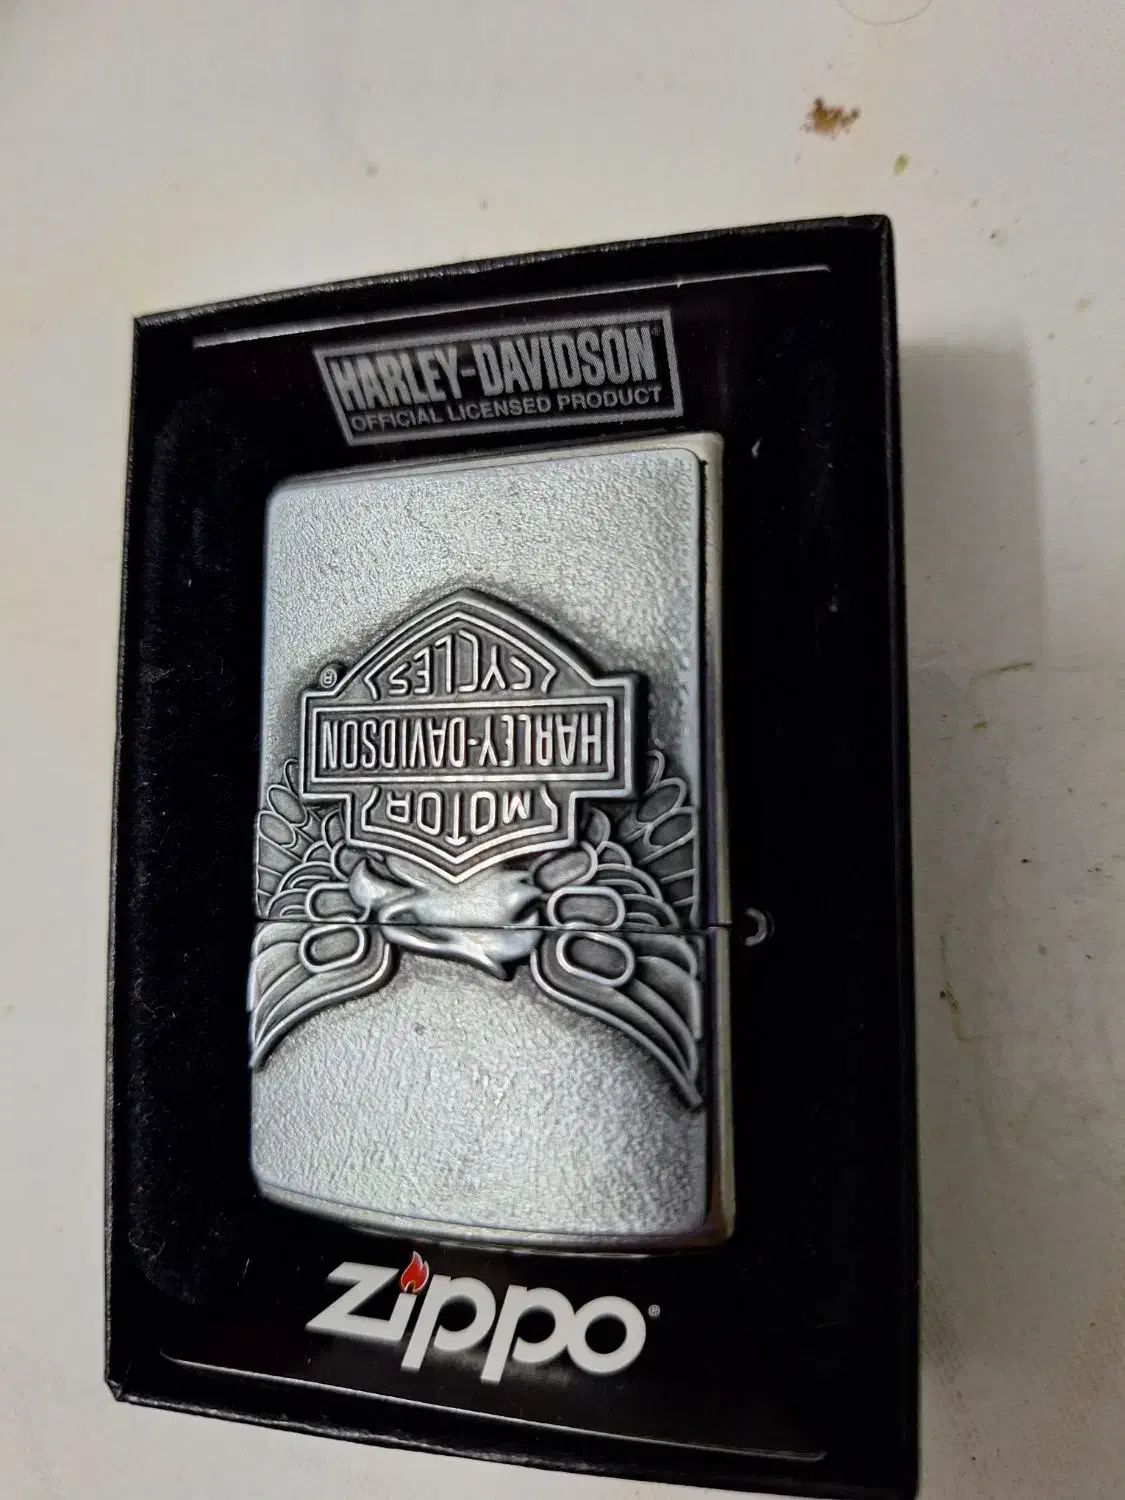 HARLEY-DAVIDSON®
OFFICIAL LICENSED PRODUCT
MOTOR
HARLEY-DAVIDSON
CYCLES
®
zippo®